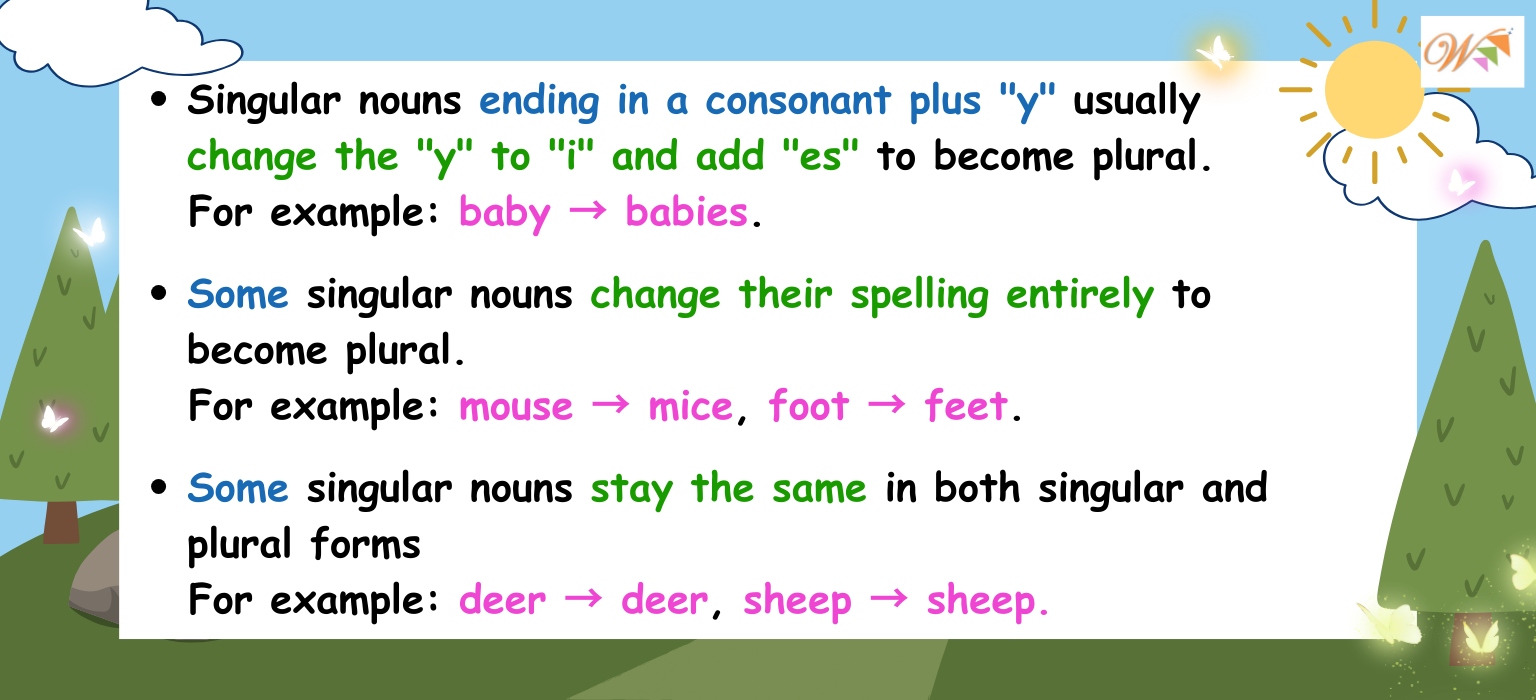 • Singular nouns ending in a consonant plus "y" usually
change the "y" to "i" and add "es" to become plural.
For example: baby → babies.
• Some singular nouns change their spelling entirely to
become plural.
For example: mouse → mice, foot → feet.
• Some singular nouns stay the same in both singular and
plural forms
For example: deer → deer, sheep → sheep.
W